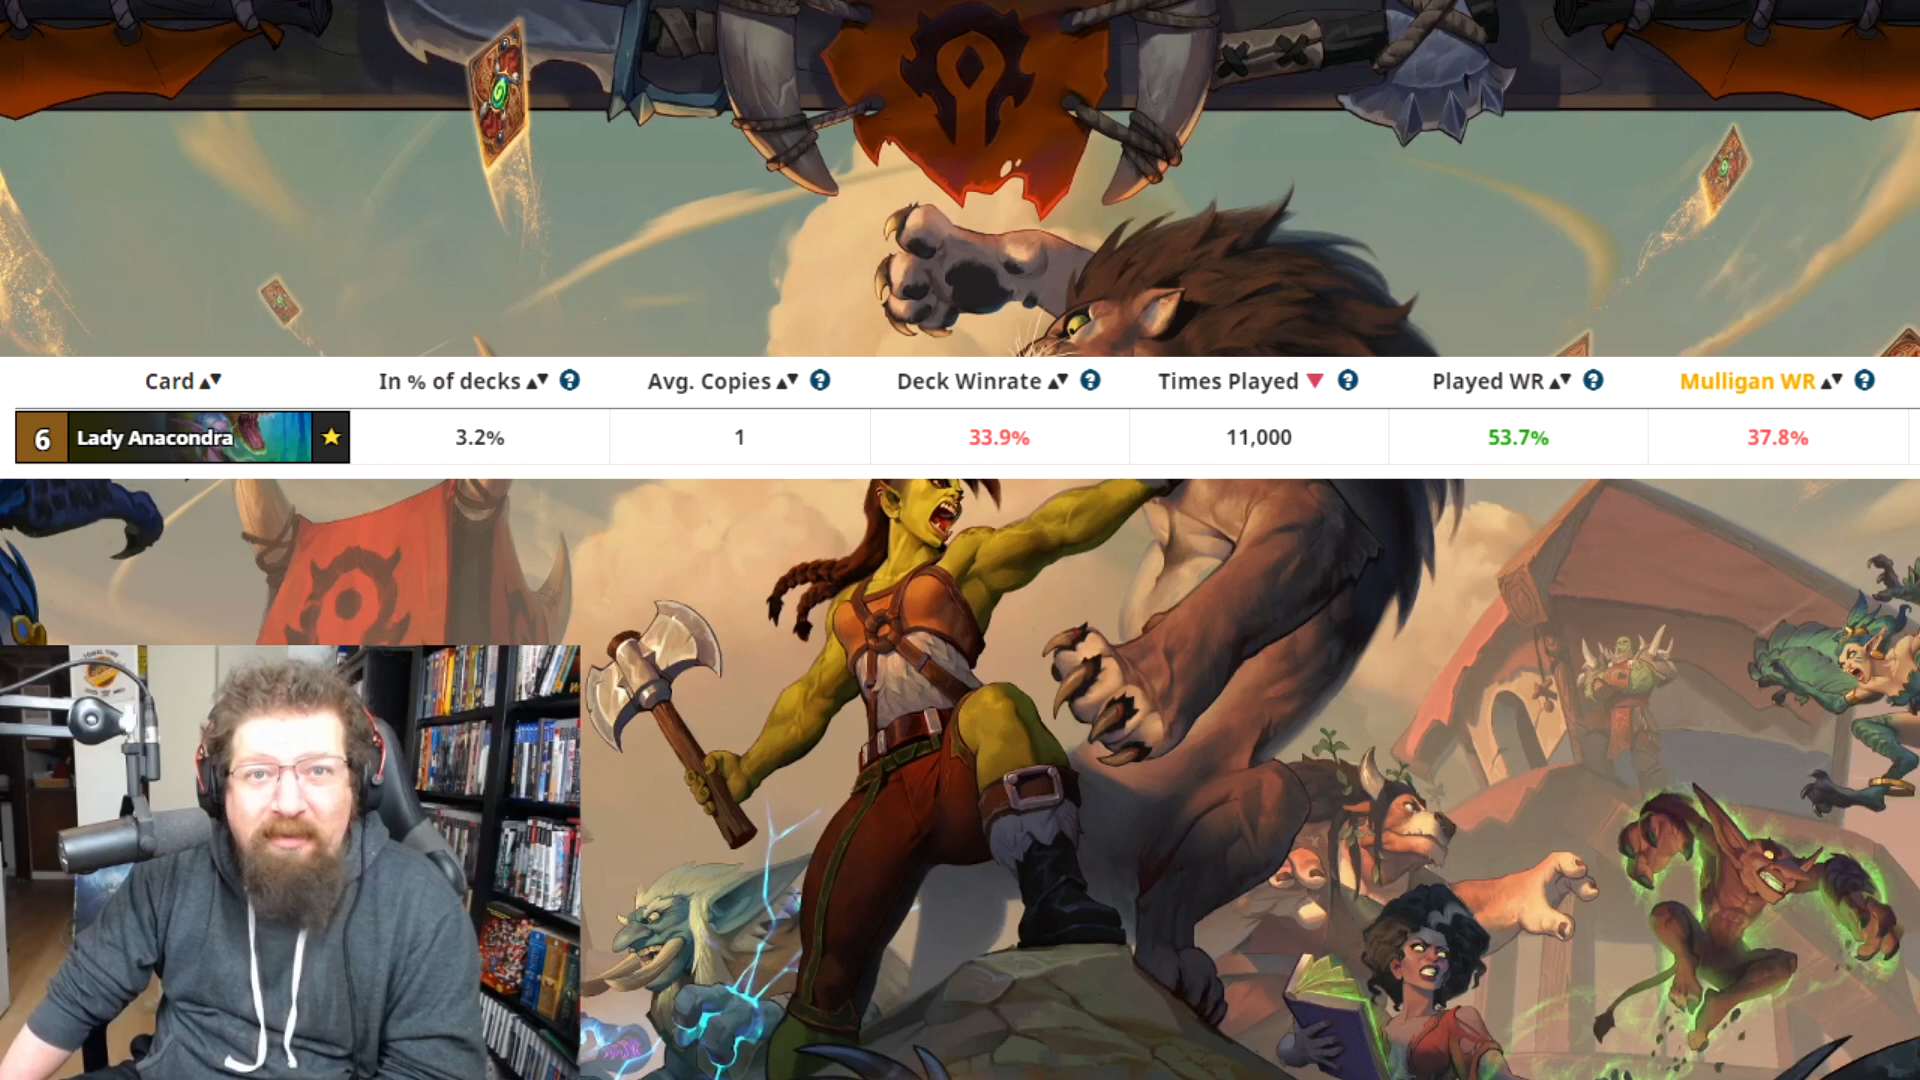 Card In % of decks Avg. Copies Deck Winrate Times Played Played WR Mulligan WR
6 Lady Anacondra 3.2% 1 33.9% 11,000 53.7% 37.8%